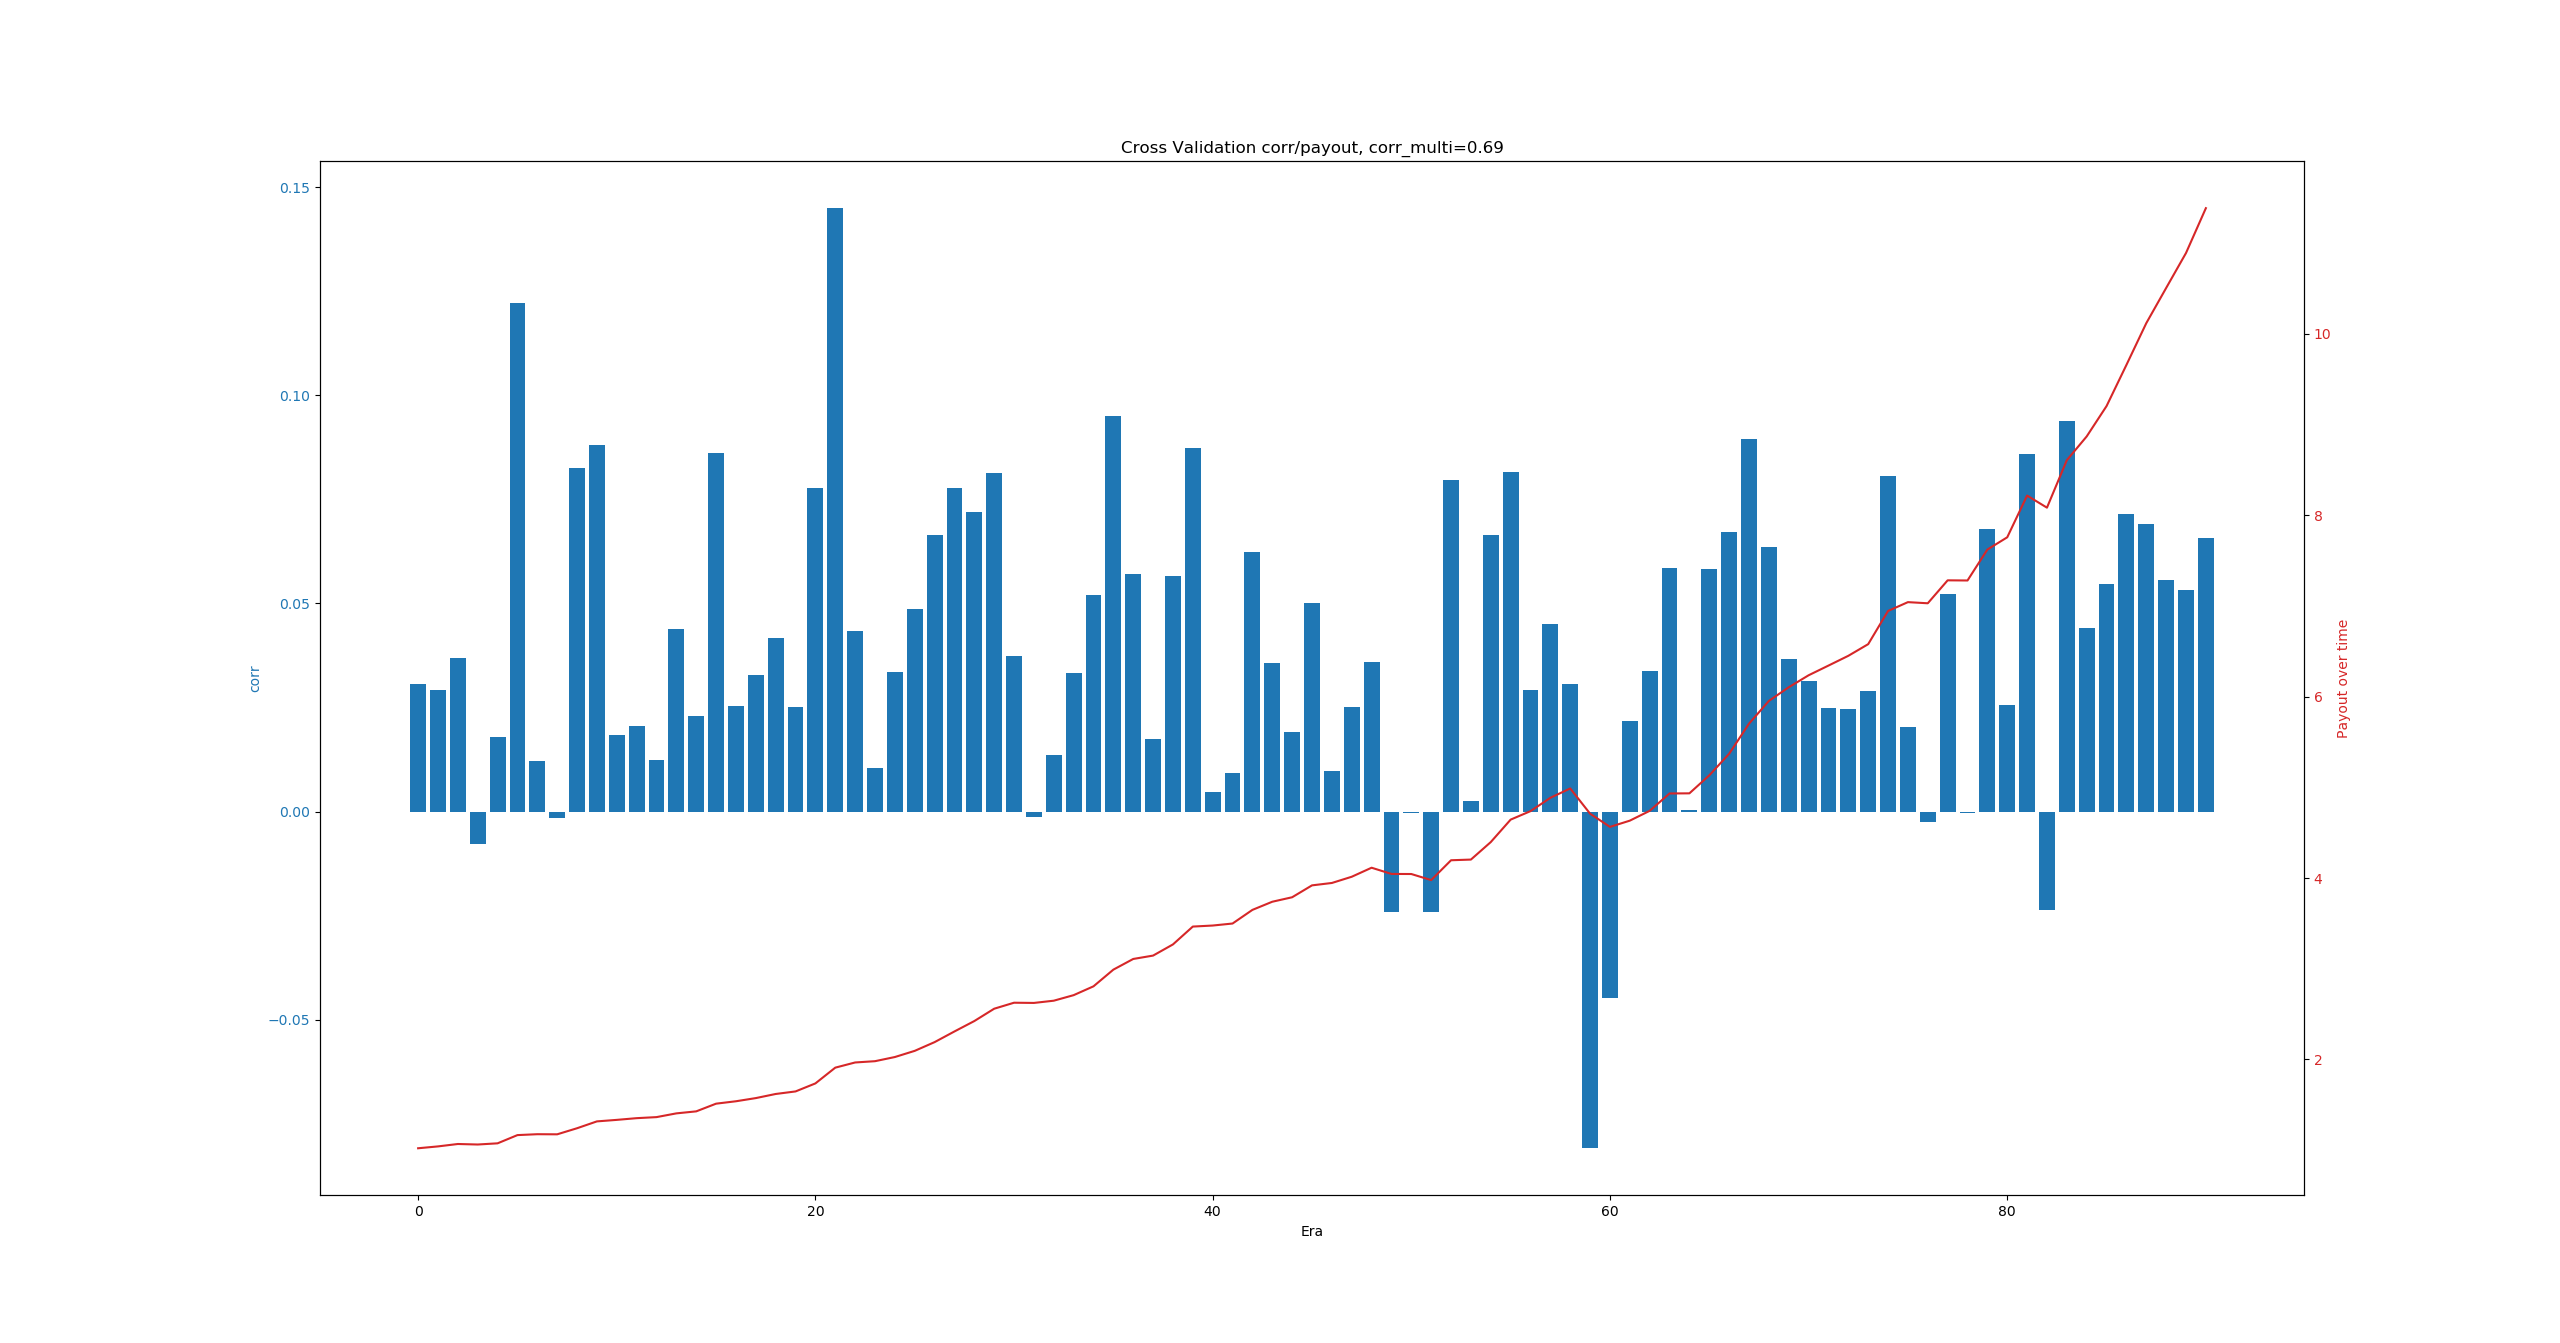 Cross Validation corr/payout, corr_multi=0.69
0.15
0.10
0.05
0.00
−0.05
corr
10
8
6
4
2
Payout over time
0 20 40 60 80
Era